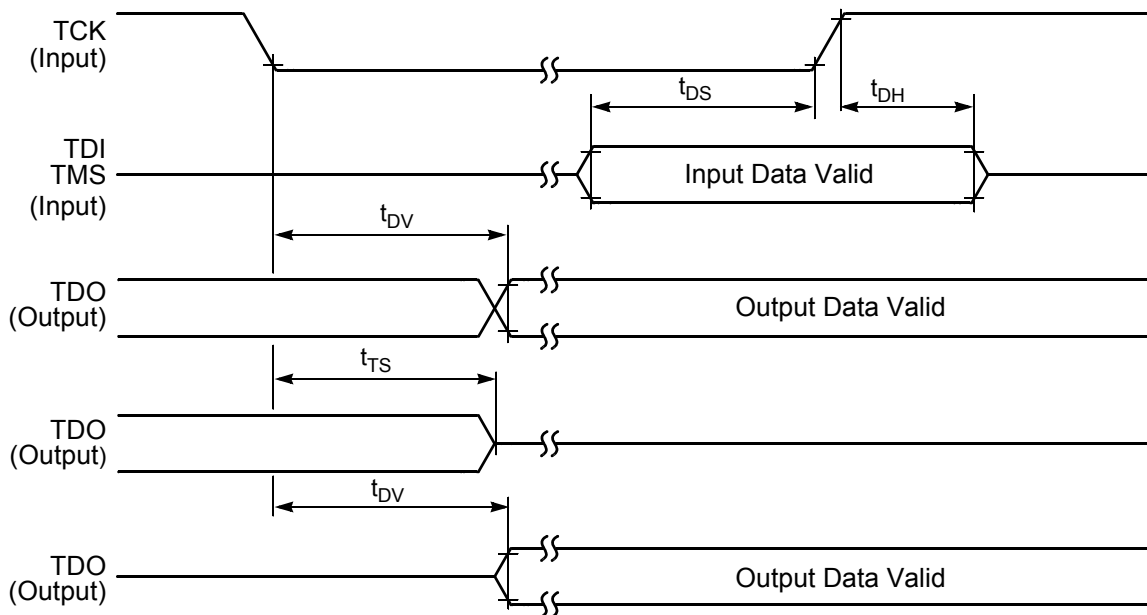 TCK
(Input)
tDS
tDH
TDI
TMS
(Input)
Input Data Valid
tDV
TDO
(Output)
Output Data Valid
tTS
TDO
(Output)
tDV
TDO
(Output)
Output Data Valid